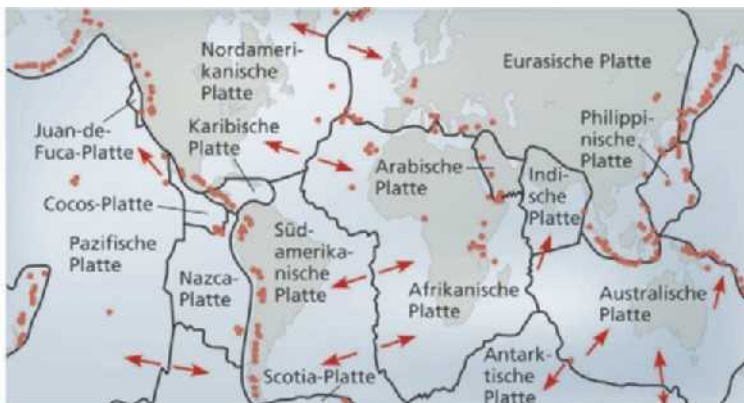 Nordameri-
kanische
Platte
Eurasische Platte
Juan-de-
Fuca-Platte
Karibische
Platte
Philippi-
nische
Platte
Arabische
Platte
Indi-
sche
Platte
Cocos-Platte
Pazifische
Platte
Nazca-
Platte
Süd-
amerika-
nische
Platte
Afrikanische
Platte
Australische
Platte
Scotia-Platte
Antark-
tische
Platte